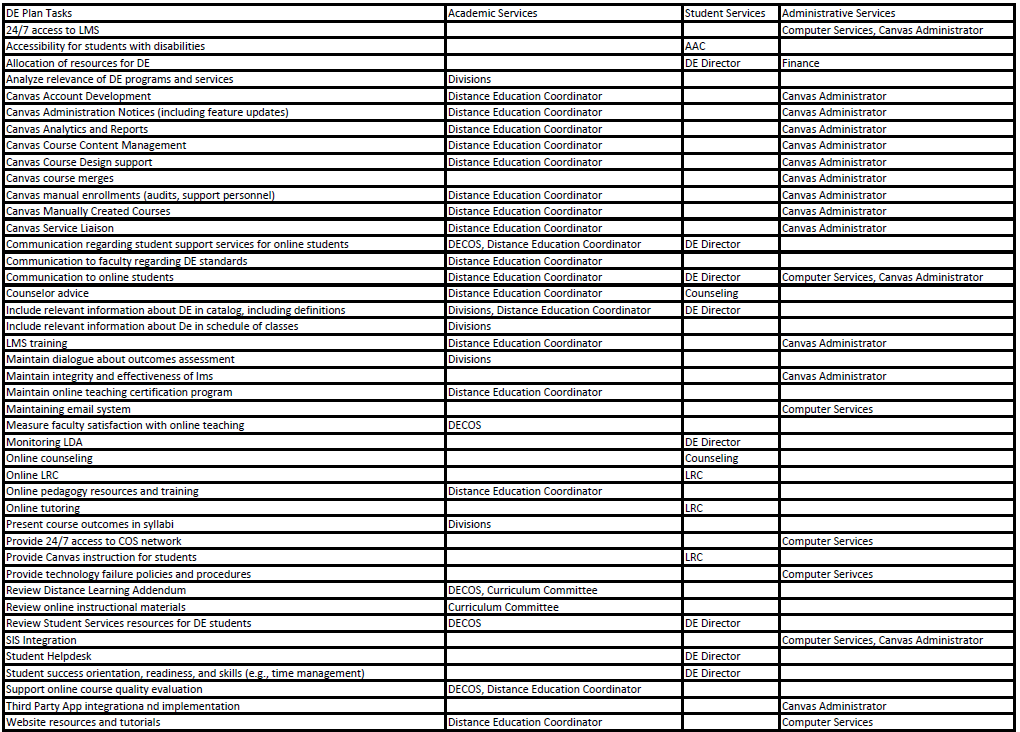 DE Plan Tasks Academic Services Student Services Administrative Services
24/7 access to LMS Computer Services, Canvas Administrator
Accessibility for students with disabilities AAC
Allocation of resources for DE DE Director Finance
Analyze relevance of DE programs and services Divisions
Canvas Account Development Distance Education Coordinator Canvas Administrator
Canvas Administration Notices (including feature updates) Distance Education Coordinator Canvas Administrator
Canvas Analytics and Reports Distance Education Coordinator Canvas Administrator
Canvas Course Content Management Distance Education Coordinator Canvas Administrator
Canvas Course Design support Distance Education Coordinator Canvas Administrator
Canvas course merges Canvas Administrator
Canvas manual enrollments (audits, support personnel) Distance Education Coordinator Canvas Administrator
Canvas Manually Created Courses Distance Education Coordinator Canvas Administrator
Canvas Service Liaison Distance Education Coordinator Canvas Administrator
Communication regarding student support services for online students DECOS, Distance Education Coordinator DE Director
Communication to faculty regarding DE standards Distance Education Coordinator
Communication to online students Distance Education Coordinator DE Director Computer Services, Canvas Administrator
Counselor advice Distance Education Coordinator Counseling
Include relevant information about DE in catalog, including definitions Divisions, Distance Education Coordinator DE Director
Include relevant information about De in schedule of classes Divisions
LMS training Distance Education Coordinator Canvas Administrator
Maintain dialogue about outcomes assessment Divisions
Maintain integrity and effectiveness of lms Canvas Administrator
Maintain online teaching certification program Distance Education Coordinator
Maintaining email system Computer Services
Measure faculty satisfaction with online teaching DECOS
Monitoring LDA DE Director
Online counseling Counseling
Online LRC LRC
Online pedagogy resources and training Distance Education Coordinator
Online tutoring LRC
Present course outcomes in syllabi Divisions
Provide 24/7 access to COS network Computer Services
Provide Canvas instruction for students LRC
Provide technology failure policies and procedures Computer Serivces
Review Distance Learning Addendum DECOS, Curriculum Committee
Review online instructional materials Curriculum Committee
Review Student Services resources for DE students DECOS DE Director
SIS Integration Computer Services, Canvas Administrator
Student Helpdesk DE Director
Student success orientation, readiness, and skills (e.g., time management) DE Director
Support online course quality evaluation DECOS, Distance Education Coordinator
Third Party App integrationa nd implementation Canvas Administrator
Website resources and tutorials Distance Education Coordinator Computer Services